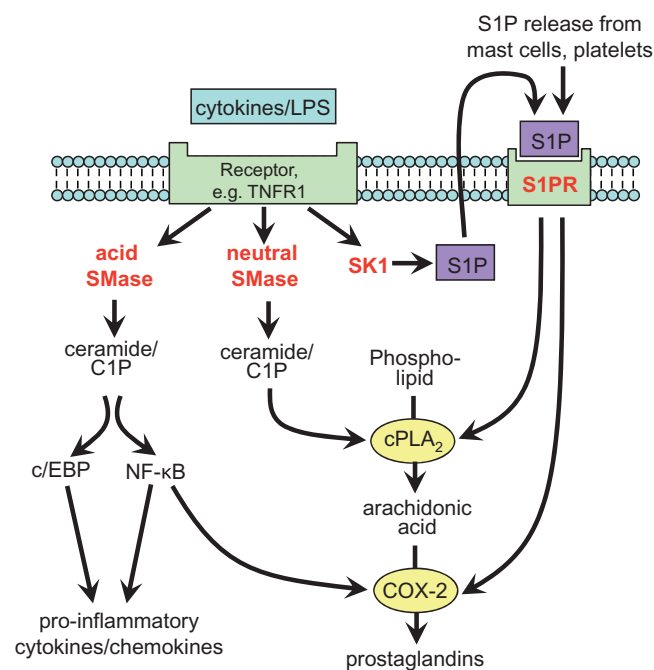 S1P release from
mast cells, platelets
cytokines/LPS
S1P
Receptor,
e.g. TNFR1
S1PR
acid
SMase
neutral
SMase
SK1
S1P
ceramide/
C1P
ceramide/
C1P
Phospho-
lipid
cPLA₂
c/EBP
NF-κB
arachidonic
acid
COX-2
pro-inflammatory
cytokines/chemokines
prostaglandins